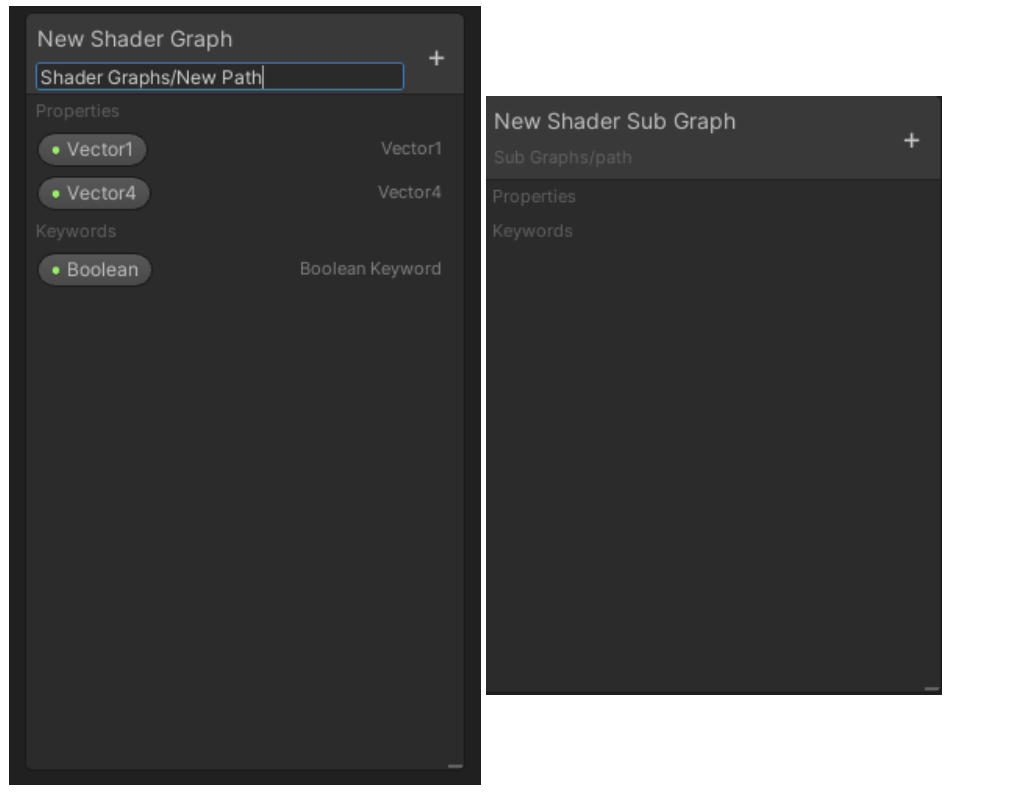 New Shader Graph
+
Shader Graphs/New Path
Properties
Vector1 Vector1
Vector4 Vector4
Keywords
Boolean Boolean Keyword
New Shader Sub Graph
+
Sub Graphs/path
Properties
Keywords